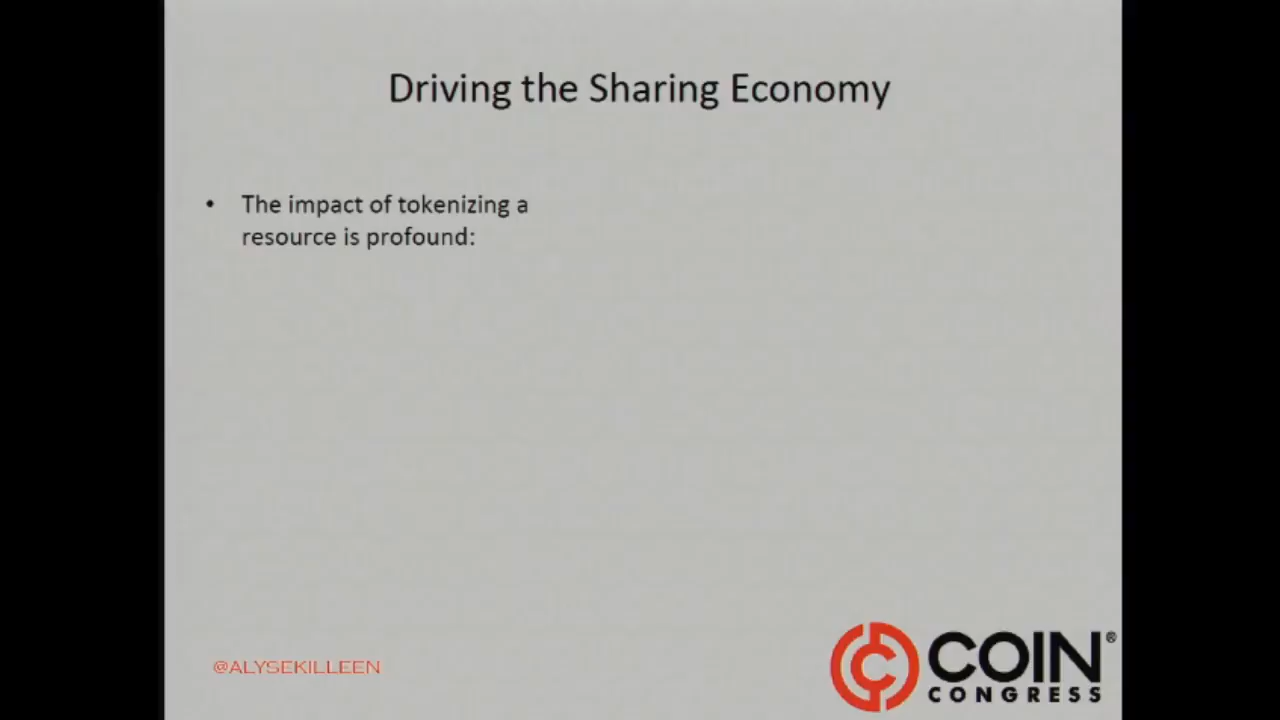 Driving the Sharing Economy
• The impact of tokenizing a
resource is profound:
@ALYSEKILLEEN
COIN®
CONGRESS